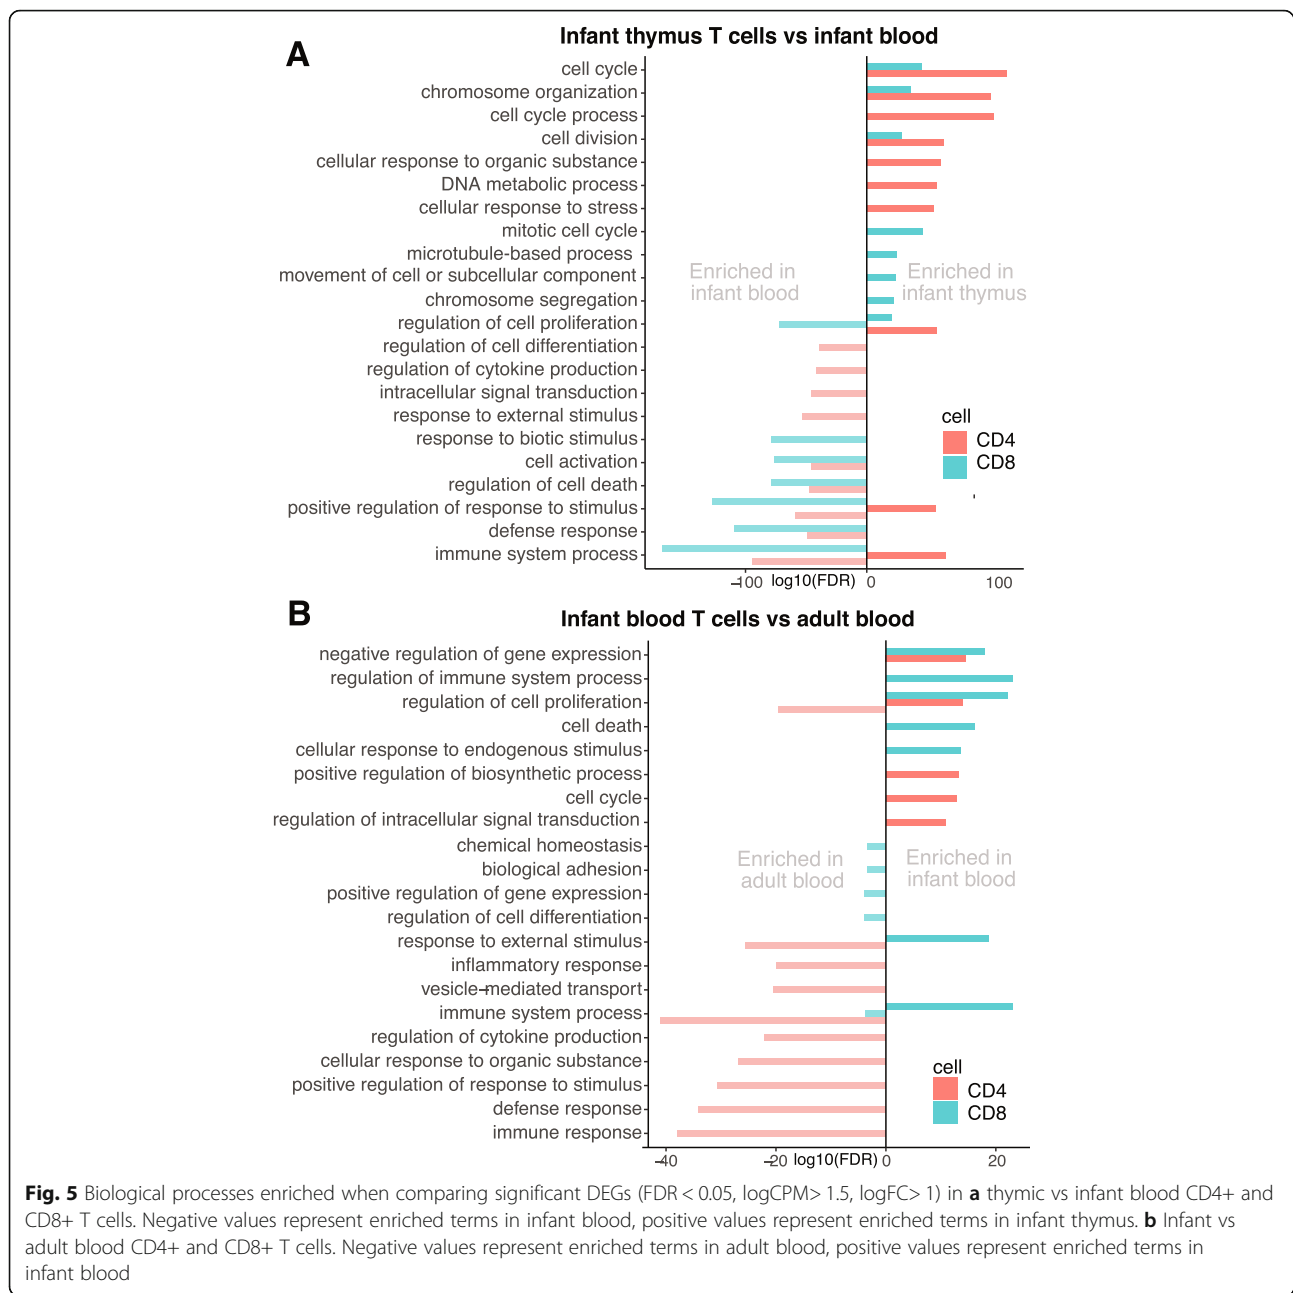 A
Infant thymus T cells vs infant blood
cell cycle
chromosome organization
cell cycle process
cell division
cellular response to organic substance
DNA metabolic process
cellular response to stress
mitotic cell cycle
microtubule-based process
movement of cell or subcellular component
chromosome segregation
regulation of cell proliferation
regulation of cell differentiation
regulation of cytokine production
intracellular signal transduction
response to external stimulus
response to biotic stimulus
cell activation
regulation of cell death
positive regulation of response to stimulus
defense response
immune system process
Enriched in
infant blood
Enriched in
infant thymus
cell
CD4
CD8
–100 log10(FDR) 0 100
B
Infant blood T cells vs adult blood
negative regulation of gene expression
regulation of immune system process
regulation of cell proliferation
cell death
cellular response to endogenous stimulus
positive regulation of biosynthetic process
cell cycle
regulation of intracellular signal transduction
chemical homeostasis
biological adhesion
positive regulation of gene expression
regulation of cell differentiation
response to external stimulus
inflammatory response
vesicle–mediated transport
immune system process
regulation of cytokine production
cellular response to organic substance
positive regulation of response to stimulus
defense response
immune response
Enriched in
adult blood
Enriched in
infant blood
cell
CD4
CD8
–40 –20 log10(FDR) 0 20
Fig. 5 Biological processes enriched when comparing significant DEGs (FDR < 0.05, logCPM> 1.5, logFC> 1) in a thymic vs infant blood CD4+ and
CD8+ T cells. Negative values represent enriched terms in infant blood, positive values represent enriched terms in infant thymus. b Infant vs
adult blood CD4+ and CD8+ T cells. Negative values represent enriched terms in adult blood, positive values represent enriched terms in
infant blood